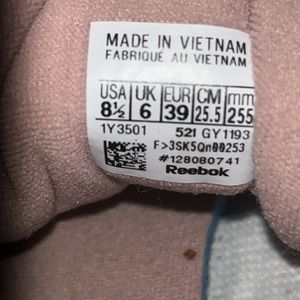 MADE IN VIETNAM
FABRIQUÉ AU VIETNAM
USA UK EUR CM mm
8½ 6 39 25.5 255
1Y3501 521 GY1193
F>3SK5Qn00253
#128080741
Reebok